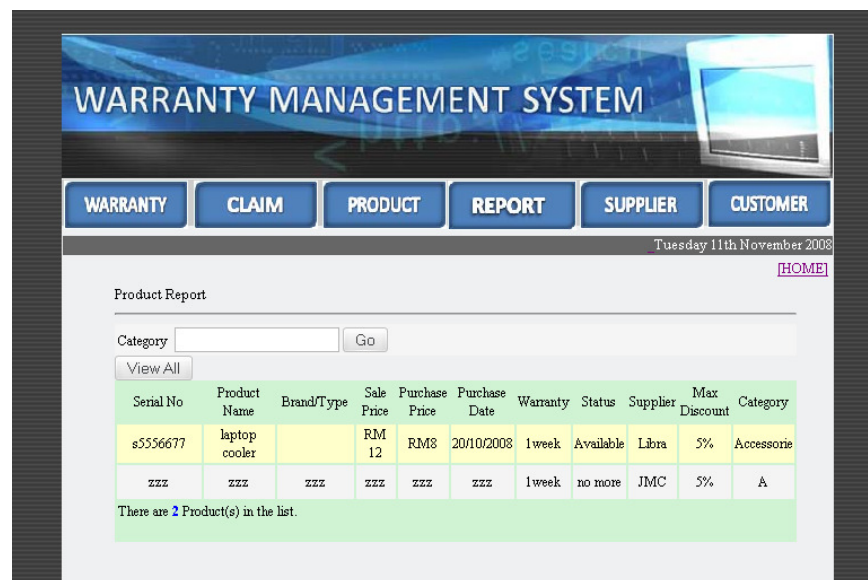 WARRANTY MANAGEMENT SYSTEM
WARRANTY CLAIM PRODUCT REPORT SUPPLIER CUSTOMER
_Tuesday 11th November 2008
[HOME]
Product Report
Category Go
View All
Serial No Product Name Brand/Type Sale Price Purchase Price Purchase Date Warranty Status Supplier Max Discount Category
s5556677 laptop cooler RM 12 RM8 20/10/2008 1week Available Libra 5% Accessorie
zzz zzz zzz zzz zzz zzz 1week no more JMC 5% A
There are 2 Product(s) in the list.